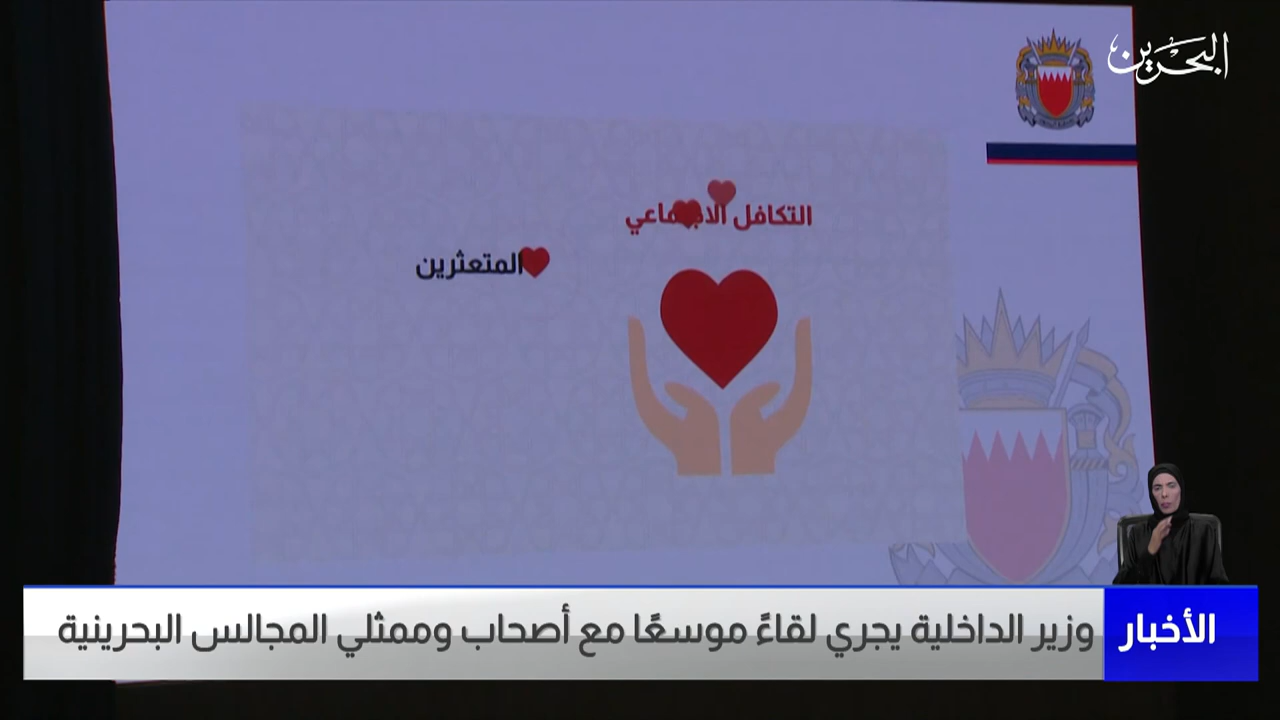 البحرين
التكافل الاجتماعي
المتعثرين
الأخبار
وزير الداخلية يجري لقاءً موسعًا مع أصحاب وممثلي المجالس البحرينية